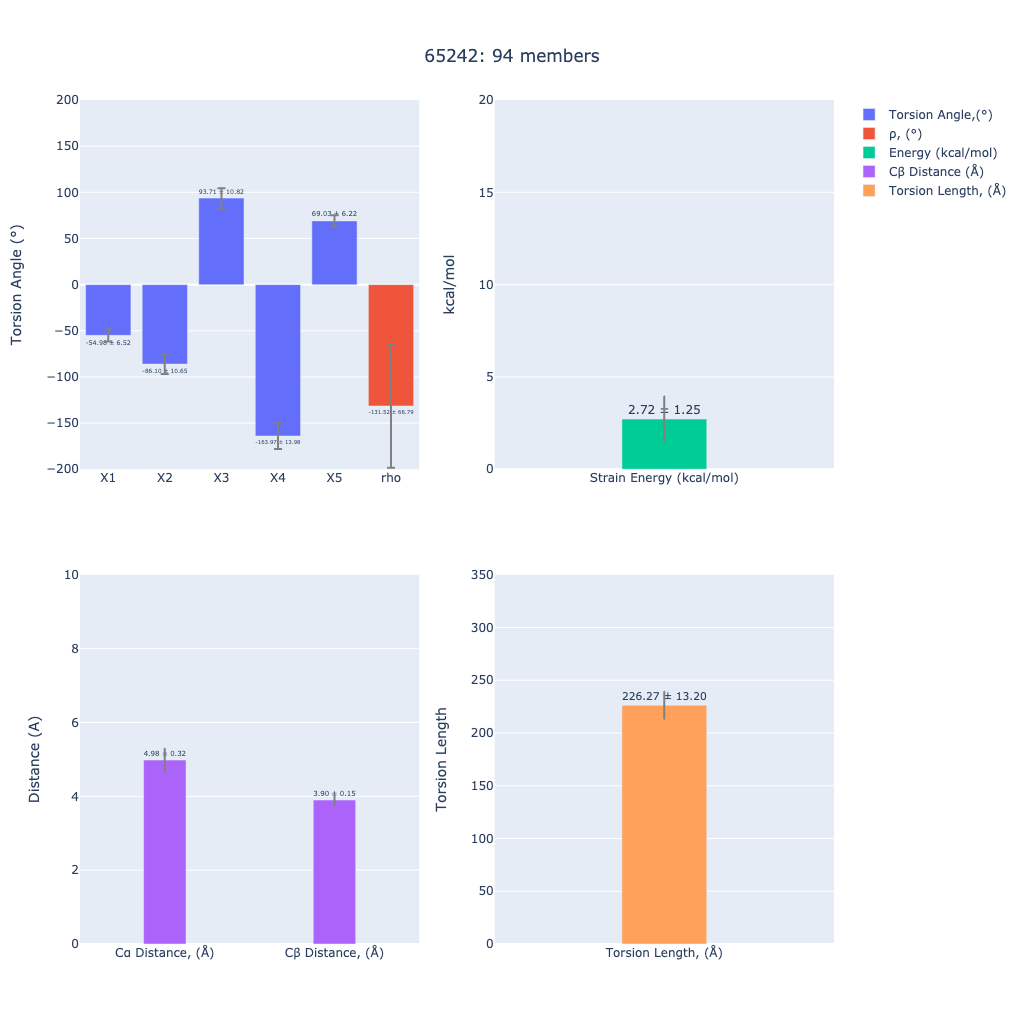 65242: 94 members
Torsion Angle (°)
200
150
100
50
0
−50
−100
−150
−200
-54.98 ± 6.52
-86.10 ± 10.65
93.71 ± 10.82
-163.97 ± 13.98
69.03 ± 6.22
-131.52 ± 66.79
X1 X2 X3 X4 X5 rho
kcal/mol
20
15
10
5
0
2.72 ± 1.25
Strain Energy (kcal/mol)
Torsion Angle,(°)
ρ, (°)
Energy (kcal/mol)
Cβ Distance (Å)
Torsion Length, (Å)
Distance (A)
10
8
6
4
2
0
4.98 ± 0.32
3.90 ± 0.15
Cα Distance, (Å) Cβ Distance, (Å)
Torsion Length
350
300
250
200
150
100
50
0
226.27 ± 13.20
Torsion Length, (Å)